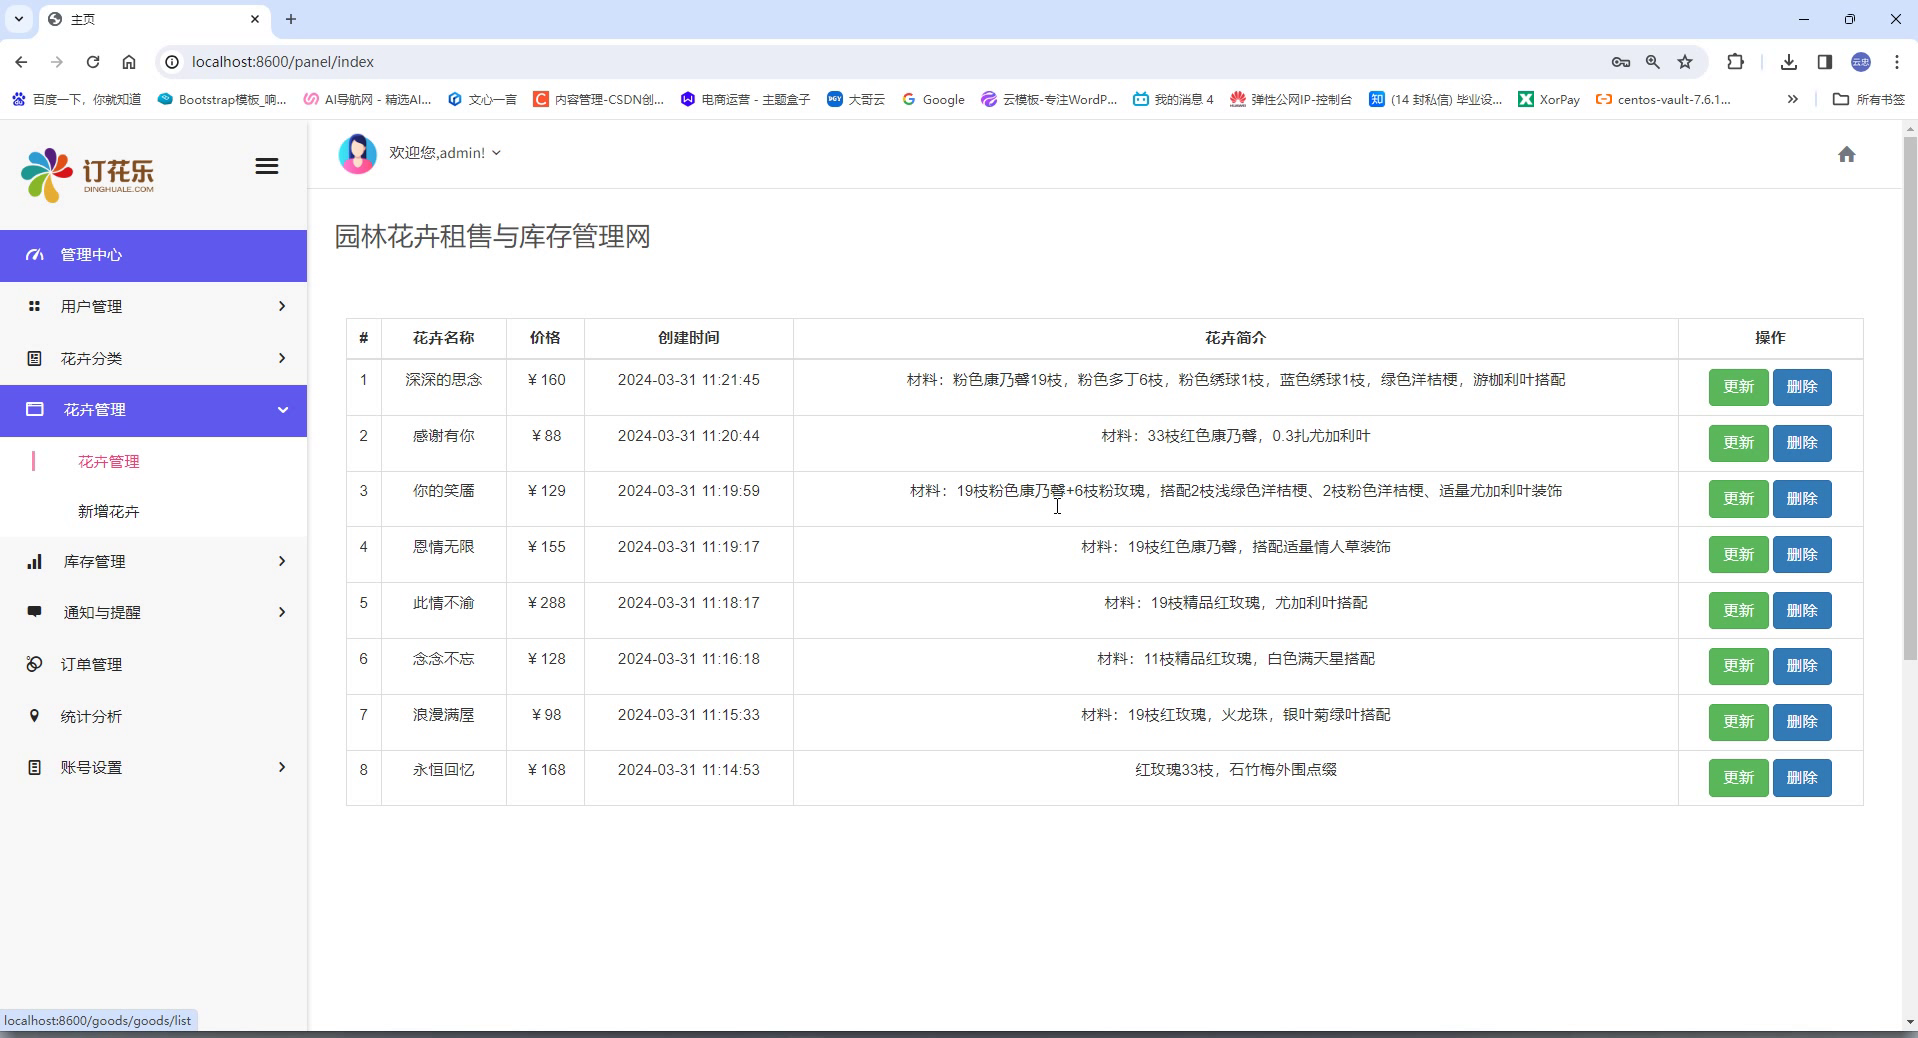 主页
localhost:8600/panel/index
百度一下，你就知道
Bootstrap模板_响...
AI导航网 - 精选AI...
文心一言
内容管理-CSDN创...
电商运营 - 主题盒子
大哥云
Google
云模板-专注WordP...
我的消息 4
弹性公网IP-控制台
(14 封私信) 毕业设...
XorPay
centos-vault-7.6.1...
所有书签
订花乐
DINGHUALE.COM
欢迎您,admin!
管理中心
用户管理
花卉分类
花卉管理
花卉管理
新增花卉
库存管理
通知与提醒
订单管理
统计分析
账号设置
园林花卉租售与库存管理网
# 花卉名称 价格 创建时间 花卉简介 操作
1 深深的思念 ￥160 2024-03-31 11:21:45 材料：粉色康乃馨19枝，粉色多丁6枝，粉色绣球1枝，蓝色绣球1枝，绿色洋桔梗，游枷利叶搭配 更新 删除
2 感谢有你 ￥88 2024-03-31 11:20:44 材料：33枝红色康乃馨，0.3扎尤加利叶 更新 删除
3 你的笑靥 ￥129 2024-03-31 11:19:59 材料：19枝粉色康乃馨+6枝粉玫瑰，搭配2枝浅绿色洋桔梗、2枝粉色洋桔梗、适量尤加利叶装饰 更新 删除
4 恩情无限 ￥155 2024-03-31 11:19:17 材料：19枝红色康乃馨，搭配适量情人草装饰 更新 删除
5 此情不渝 ￥288 2024-03-31 11:18:17 材料：19枝精品红玫瑰，尤加利叶搭配 更新 删除
6 念念不忘 ￥128 2024-03-31 11:16:18 材料：11枝精品红玫瑰，白色满天星搭配 更新 删除
7 浪漫满屋 ￥98 2024-03-31 11:15:33 材料：19枝红玫瑰，火龙珠，银叶菊绿叶搭配 更新 删除
8 永恒回忆 ￥168 2024-03-31 11:14:53 红玫瑰33枝，石竹梅外围点缀 更新 删除
localhost:8600/goods/goods/list